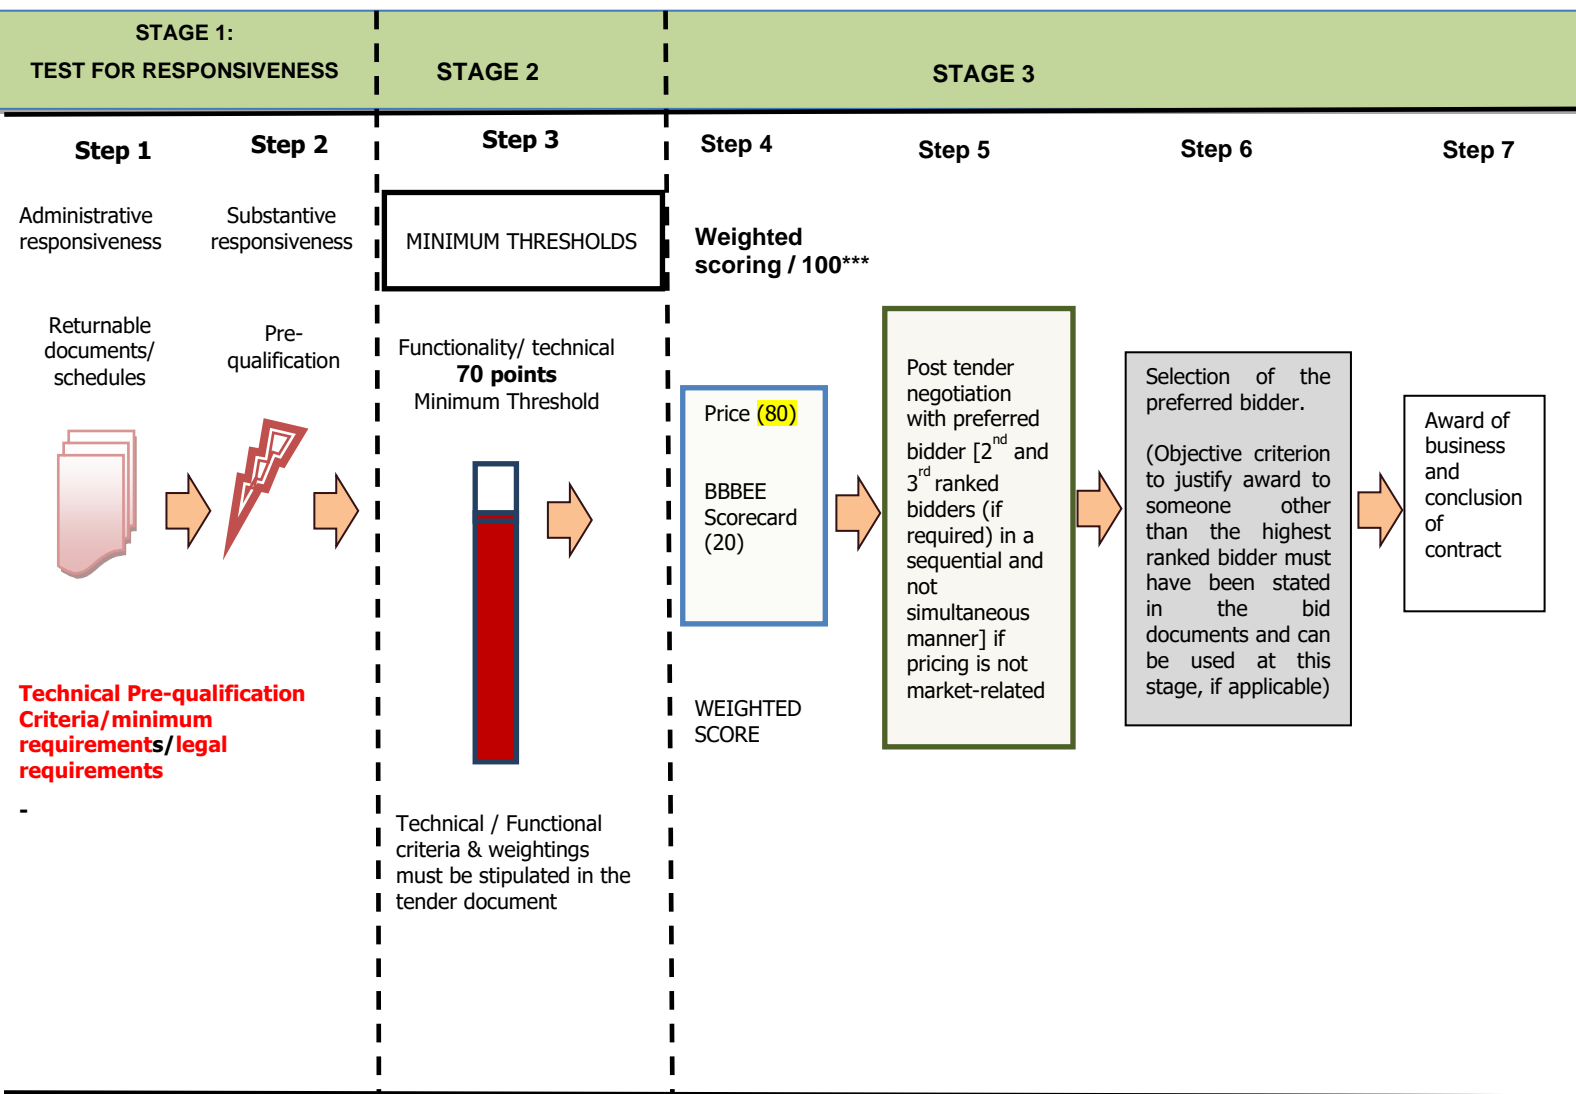 STAGE 1:
TEST FOR RESPONSIVENESS
STAGE 2
STAGE 3
Step 1
Step 2
Step 3
Step 4
Step 5
Step 6
Step 7
Administrative
responsiveness
Substantive
responsiveness
MINIMUM THRESHOLDS
Weighted
scoring / 100***
Returnable
documents/
schedules
Pre-
qualification
Functionality/ technical
70 points
Minimum Threshold
Price (80)
BBBEE
Scorecard
(20)
Post tender
negotiation
with preferred
bidder [2nd and
3rd ranked
bidders (if
required) in a
sequential and
not
simultaneous
manner] if
pricing is not
market-related
Selection of the
preferred bidder.
(Objective criterion
to justify award to
someone other
than the highest
ranked bidder must
have been stated
in the bid
documents and can
be used at this
stage, if applicable)
Award of
business
and
conclusion
of
contract
Technical Pre-qualification
Criteria/minimum
requirements/legal
requirements
-
WEIGHTED
SCORE
Technical / Functional
criteria & weightings
must be stipulated in the
tender document